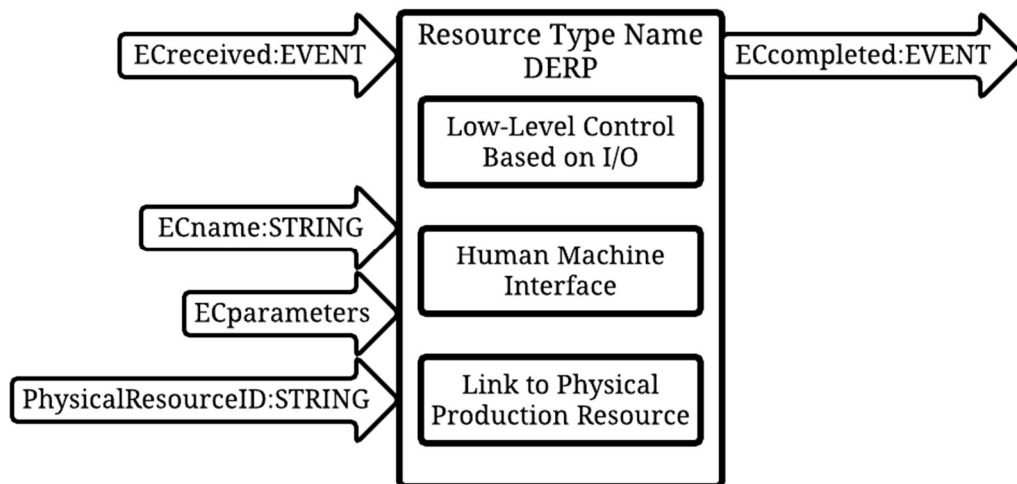 ECreceived:EVENT
Resource Type Name
DERP
ECcompleted:EVENT
Low-Level Control
Based on I/O
ECname:STRING
Human Machine
Interface
ECparameters
PhysicalResourceID:STRING
Link to Physical
Production Resource